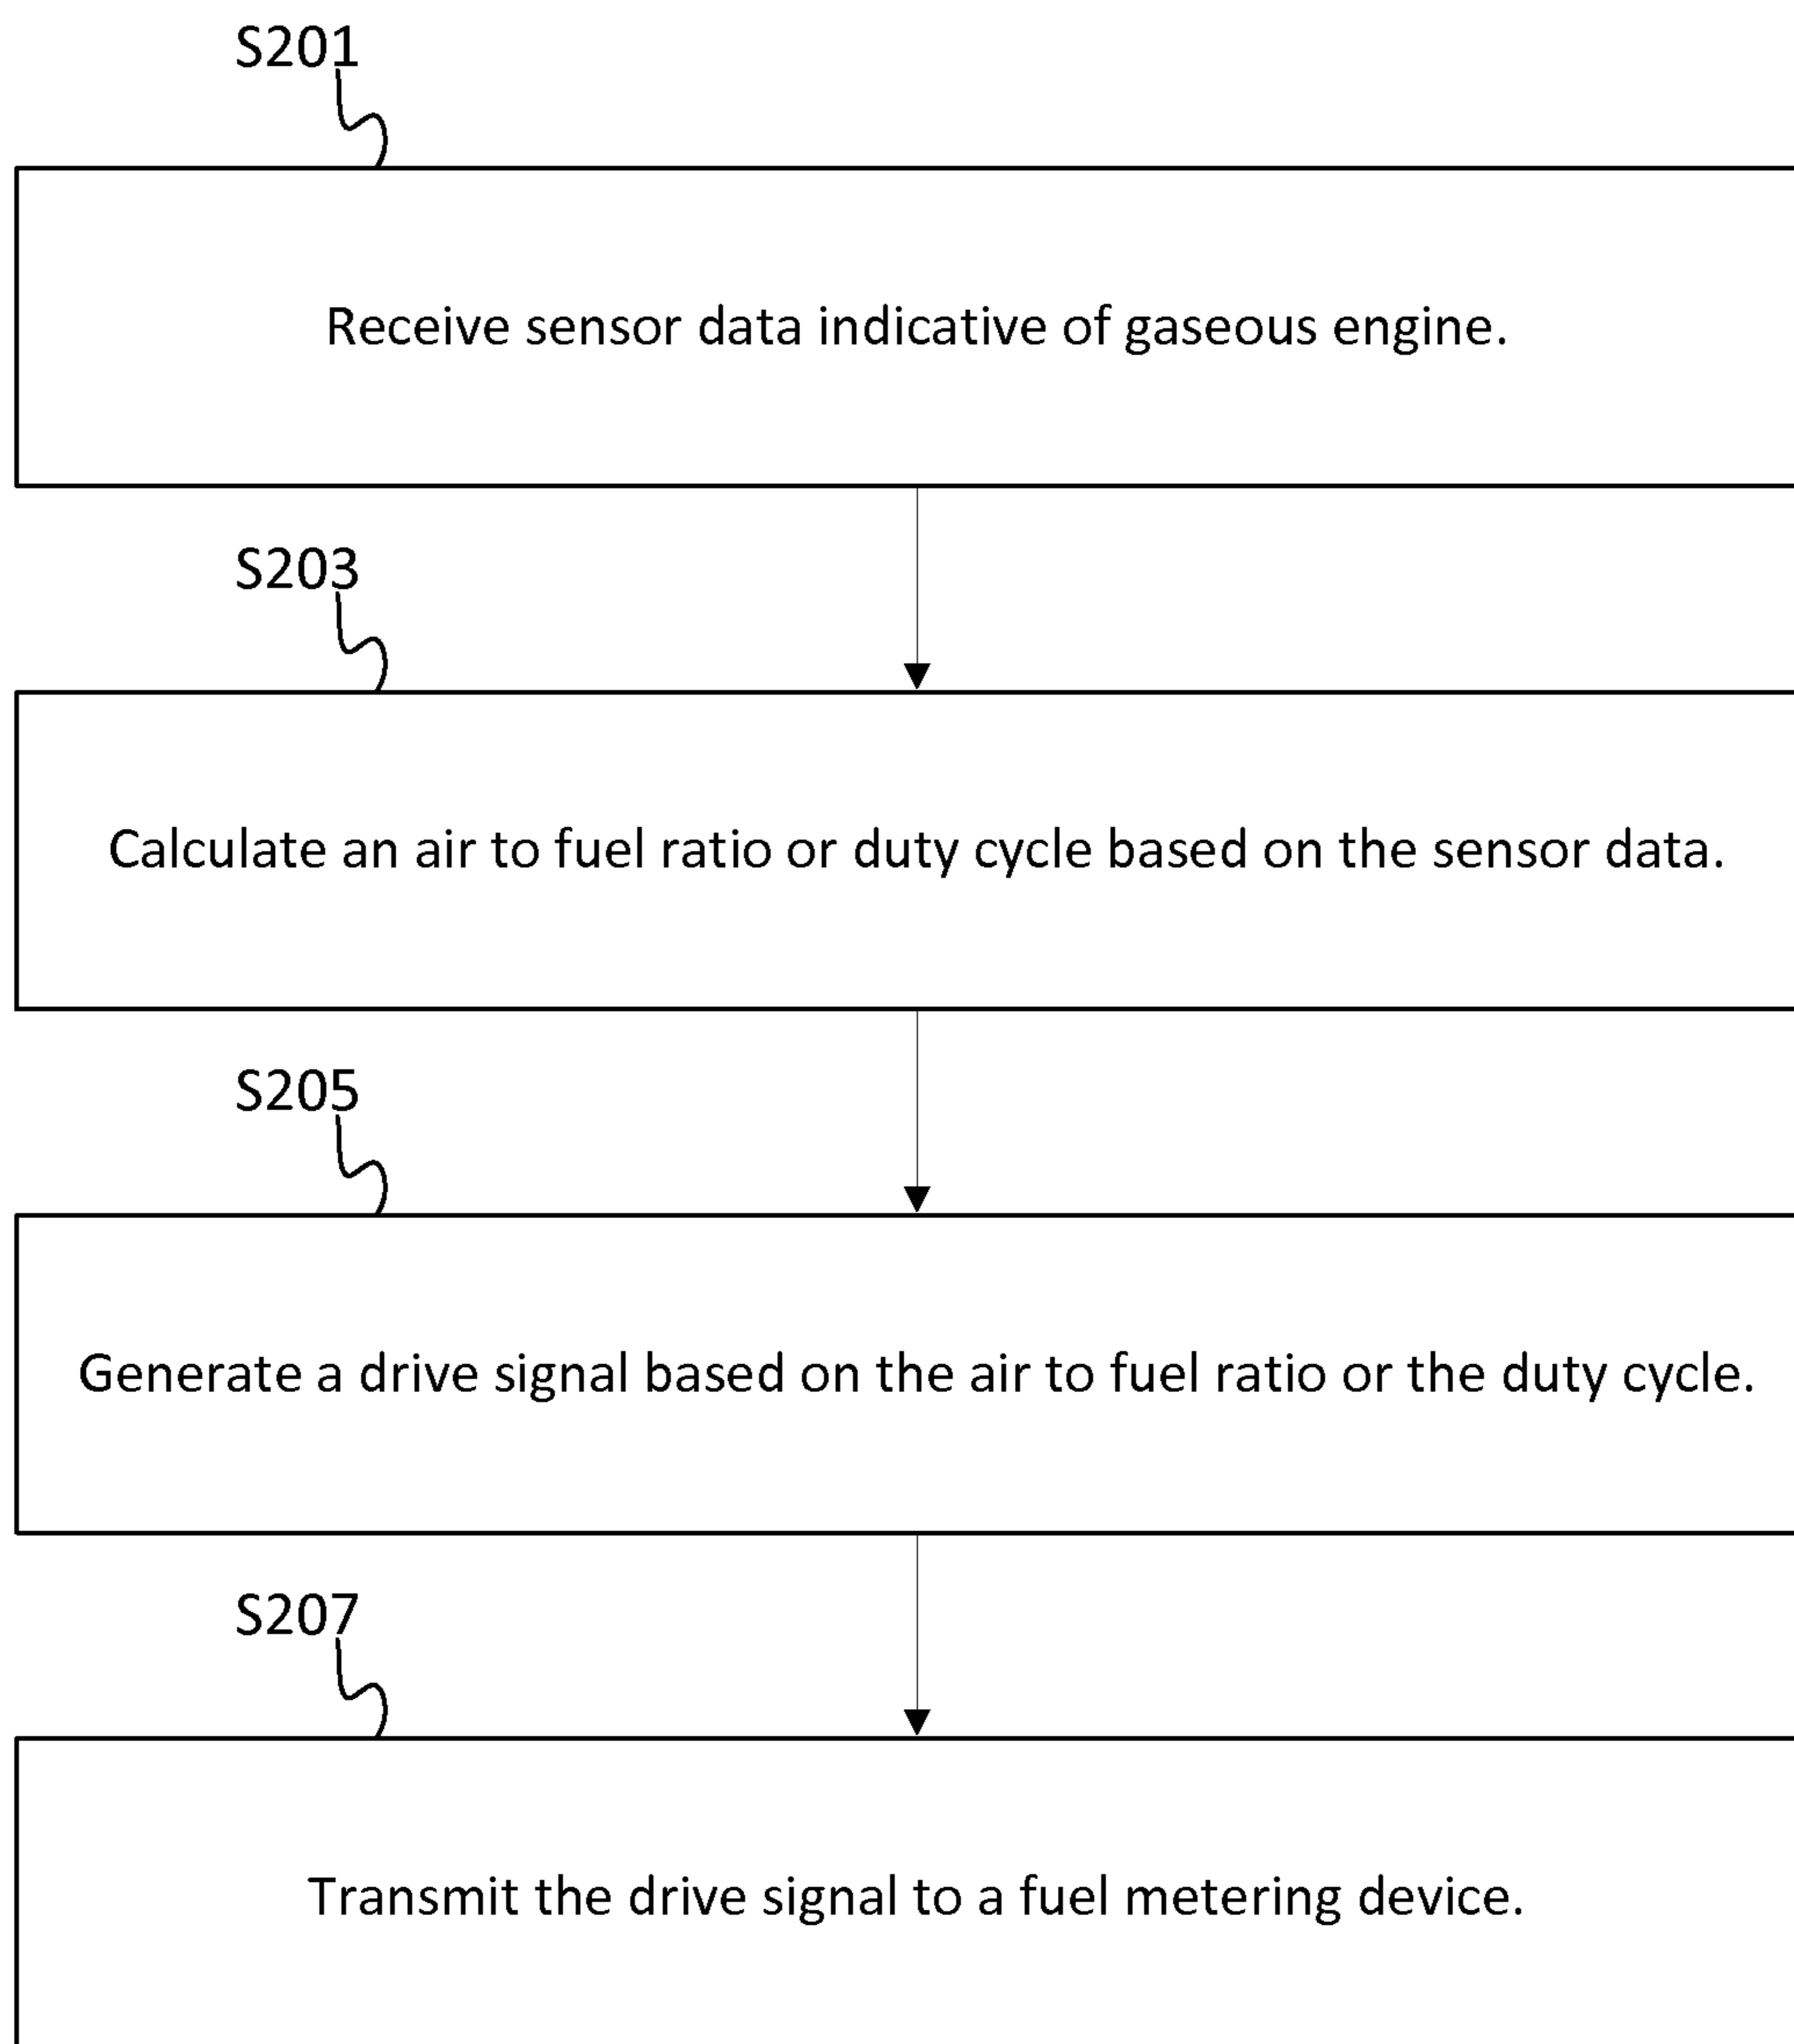 S201
Receive sensor data indicative of gaseous engine.
S203
Calculate an air to fuel ratio or duty cycle based on the sensor data.
S205
Generate a drive signal based on the air to fuel ratio or the duty cycle.
S207
Transmit the drive signal to a fuel metering device.